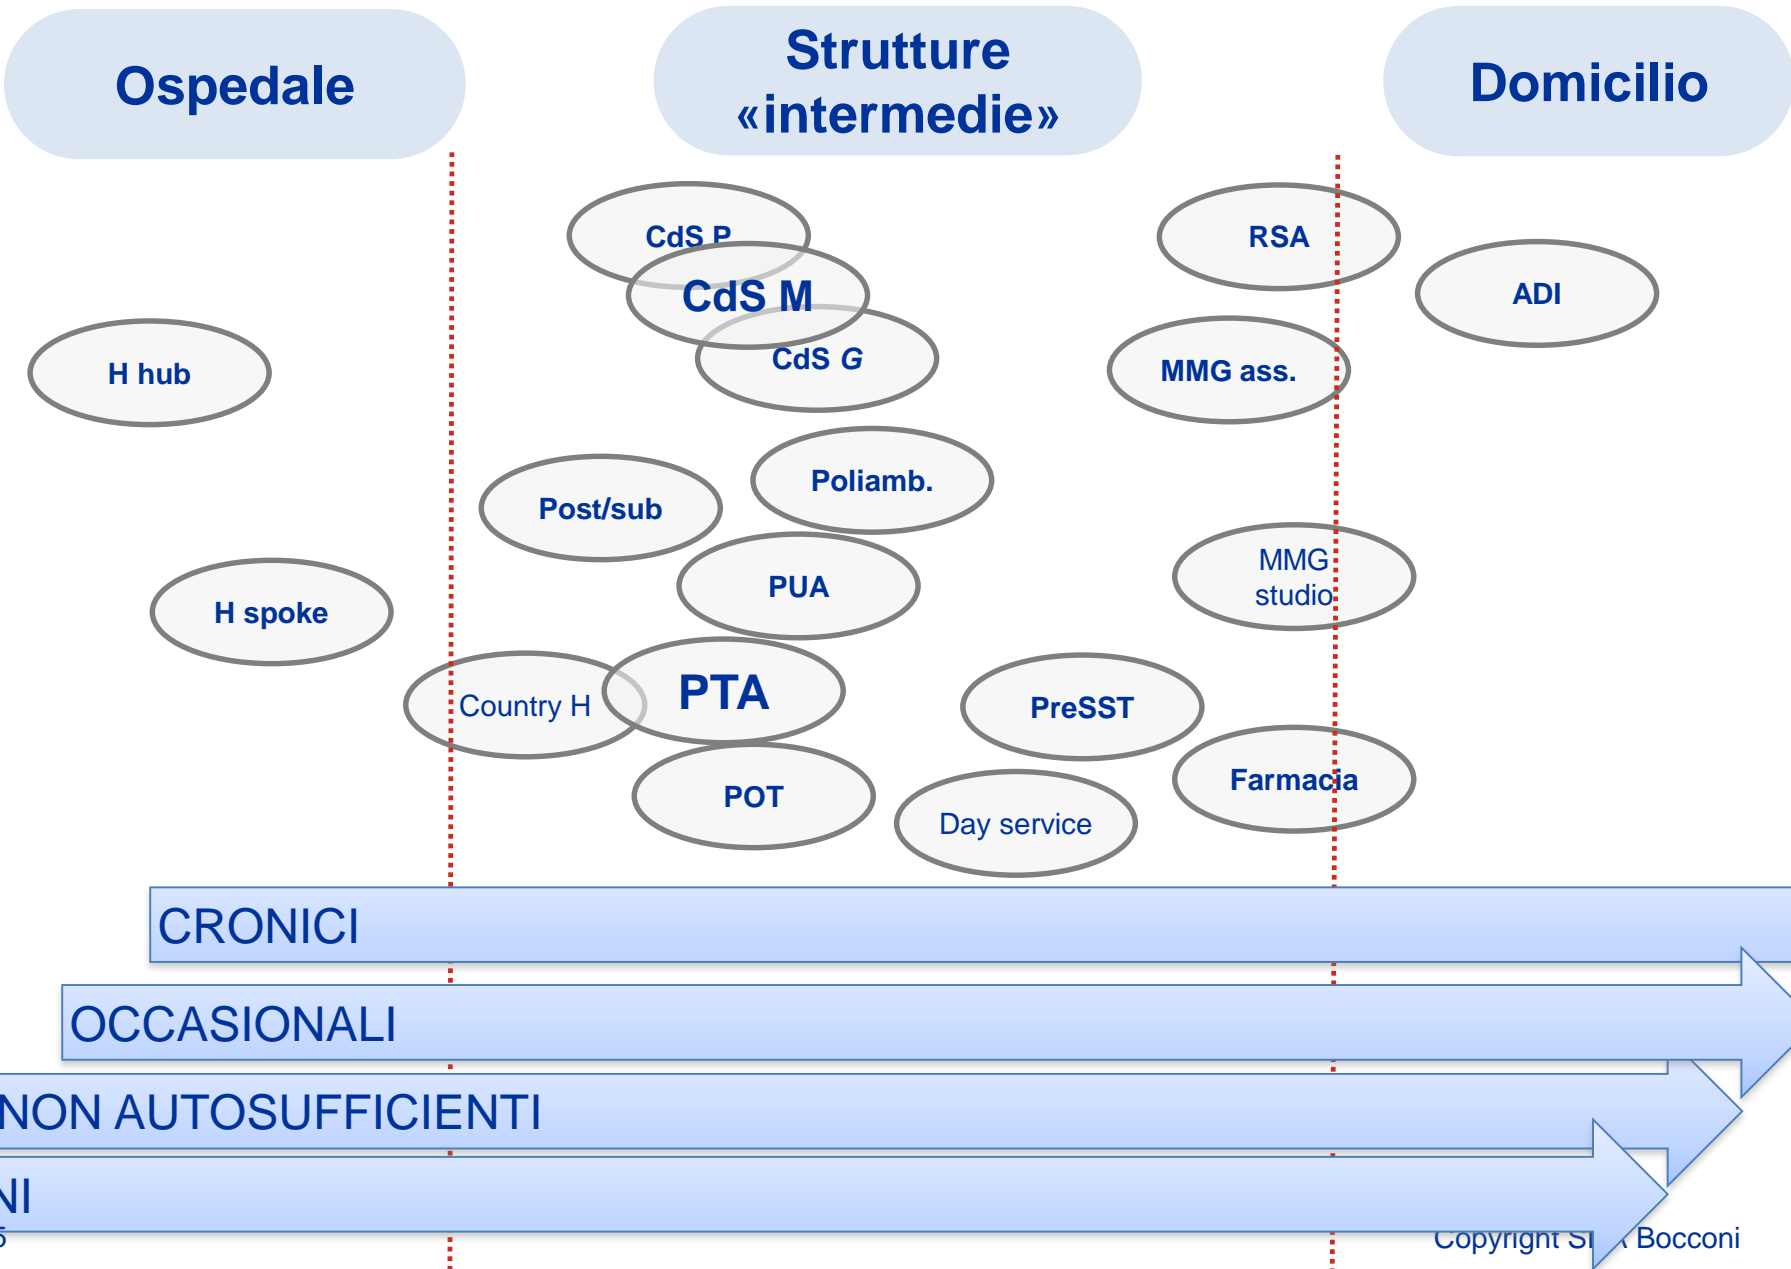 Ospedale
Strutture
«intermedie»
Domicilio
CdS P
CdS M
CdS G
RSA
ADI
H hub
MMG ass.
Poliamb.
Post/sub
PUA
MMG
studio
H spoke
Country H
PTA
PreSST
POT
Day service
Farmacia
CRONICI
OCCASIONALI
NON AUTOSUFFICIENTI
Copyright Bocconi